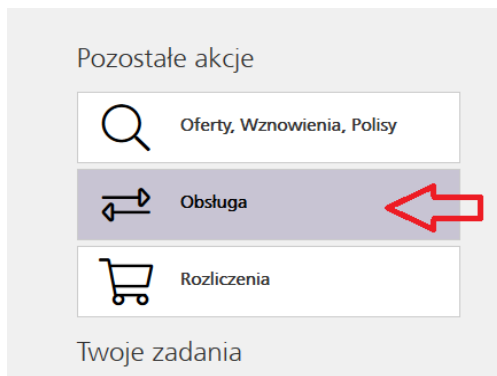 Pozostałe akcje
Oferty, Wznowienia, Polisy
Obsługa
Rozliczenia
Twoje zadania